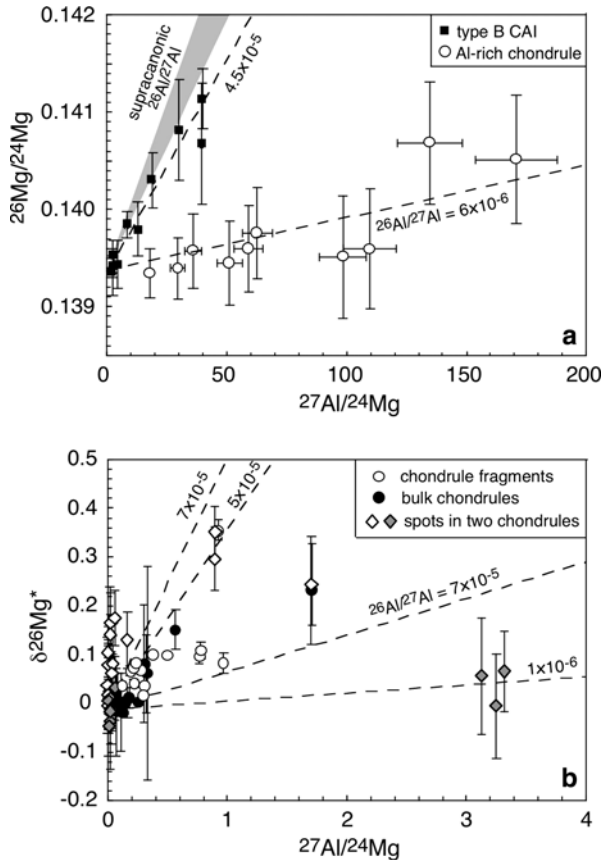 0.142
0.141
0.140
0.139
²⁶Mg/²⁴Mg
supracanonic
²⁶Al/²⁷Al
4.5x10⁻⁵
■ type B CAI
○ Al-rich chondrule
²⁶Al/²⁷Al = 6x10⁻⁶
a
0 50 100 150 200
²⁷Al/²⁴Mg
0.5
0.4
0.3
0.2
0.1
0
-0.1
-0.2
δ²⁶Mg*
7x10⁻⁵
5x10⁻⁵
○ chondrule fragments
● bulk chondrules
◇◆ spots in two chondrules
²⁶Al/²⁷Al = 7x10⁻⁵
1x10⁻⁶
b
0 1 2 3 4
²⁷Al/²⁴Mg